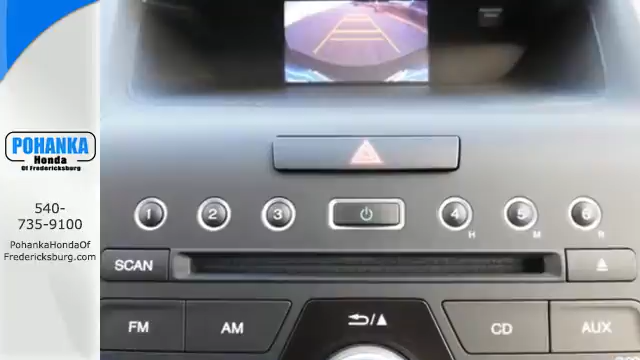 POHANKA
Honda
Of Fredericksburg
540-
735-9100
PohankaHondaOf
Fredericksburg.com
1 2 3 4 5 6
H M R
SCAN
FM AM CD AUX